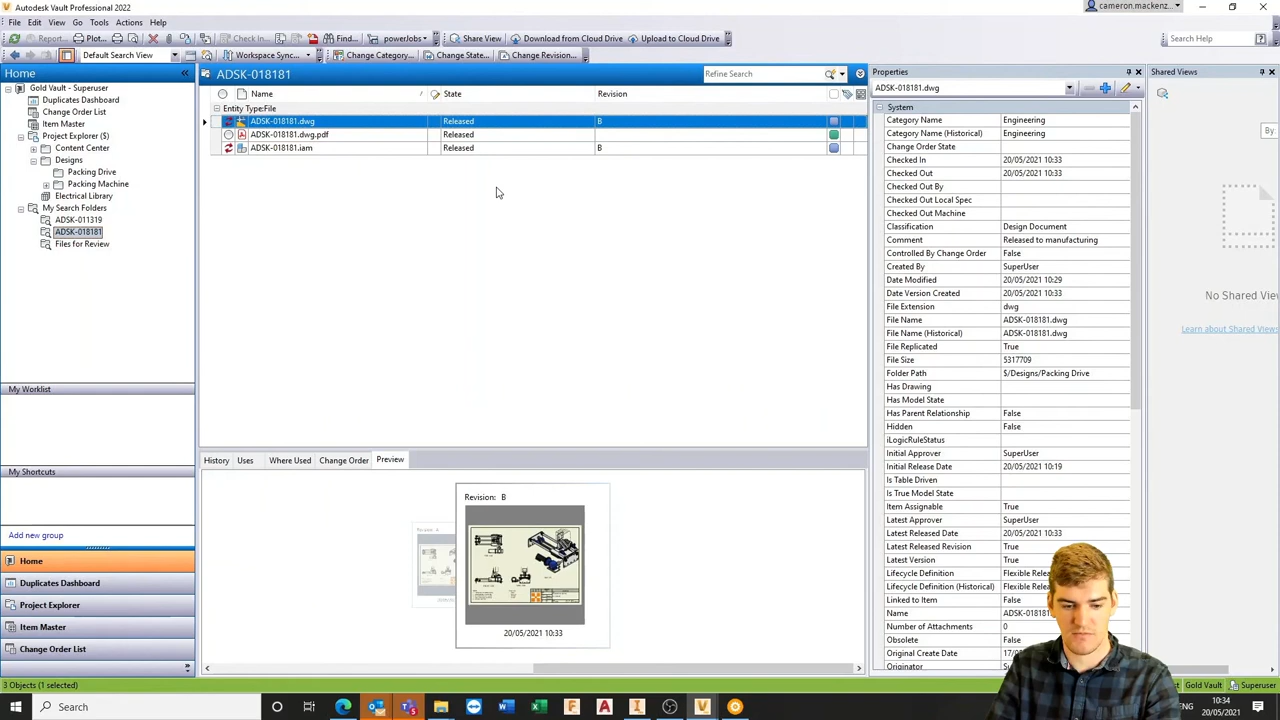 Autodesk Vault Professional 2022
cameron.mackenz...
File Edit View Go Tools Actions Help
Report... Plot... Check In... Find... powerJobs Share View Download from Cloud Drive Upload to Cloud Drive Search Help
Default Search View Workspace Sync... Change Category... Change State... Change Revision...
Home
Gold Vault - Superuser
Duplicates Dashboard
Change Order List
Item Master
Project Explorer ($)
Content Center
Designs
Packing Drive
Packing Machine
Electrical Library
My Search Folders
ADSK-011319
ADSK-018181
Files for Review
My Worklist
My Shortcuts
Add new group
Home
Duplicates Dashboard
Project Explorer
Item Master
Change Order List
ADSK-018181
Refine Search
Name / State Revision
Entity Type:File
ADSK-018181.dwg Released B
ADSK-018181.dwg.pdf Released
ADSK-018181.iam Released B
History Uses Where Used Change Order Preview
Revision: B
20/05/2021 10:33
Properties
ADSK-018181.dwg
System
Category Name Engineering
Category Name (Historical) Engineering
Change Order State
Checked In 20/05/2021 10:33
Checked Out 20/05/2021 10:33
Checked Out By
Checked Out Local Spec
Checked Out Machine
Classification Design Document
Comment Released to manufacturing
Controlled By Change Order False
Created By SuperUser
Date Modified 20/05/2021 10:29
Date Version Created 20/05/2021 10:33
File Extension dwg
File Name ADSK-018181.dwg
File Name (Historical) ADSK-018181.dwg
File Replicated True
File Size 5317709
Folder Path $/Designs/Packing Drive
Has Drawing
Has Model State
Has Parent Relationship False
Hidden False
iLogicRuleStatus
Initial Approver SuperUser
Initial Release Date 20/05/2021 10:19
Is Table Driven
Is True Model State
Item Assignable True
Latest Approver SuperUser
Latest Released Date 20/05/2021 10:33
Latest Released Revision True
Latest Version True
Lifecycle Definition Flexible Rele
Lifecycle Definition (Historical) Flexible Rele
Linked to Item False
Name ADSK-018181
Number of Attachments 0
Obsolete False
Original Create Date 17/0
Originator S
Shared Views
By
No Shared View
Learn about Shared Views
3 Objects (1 selected)
Gold Vault Superuser
Search
ENG
10:34
20/05/2021